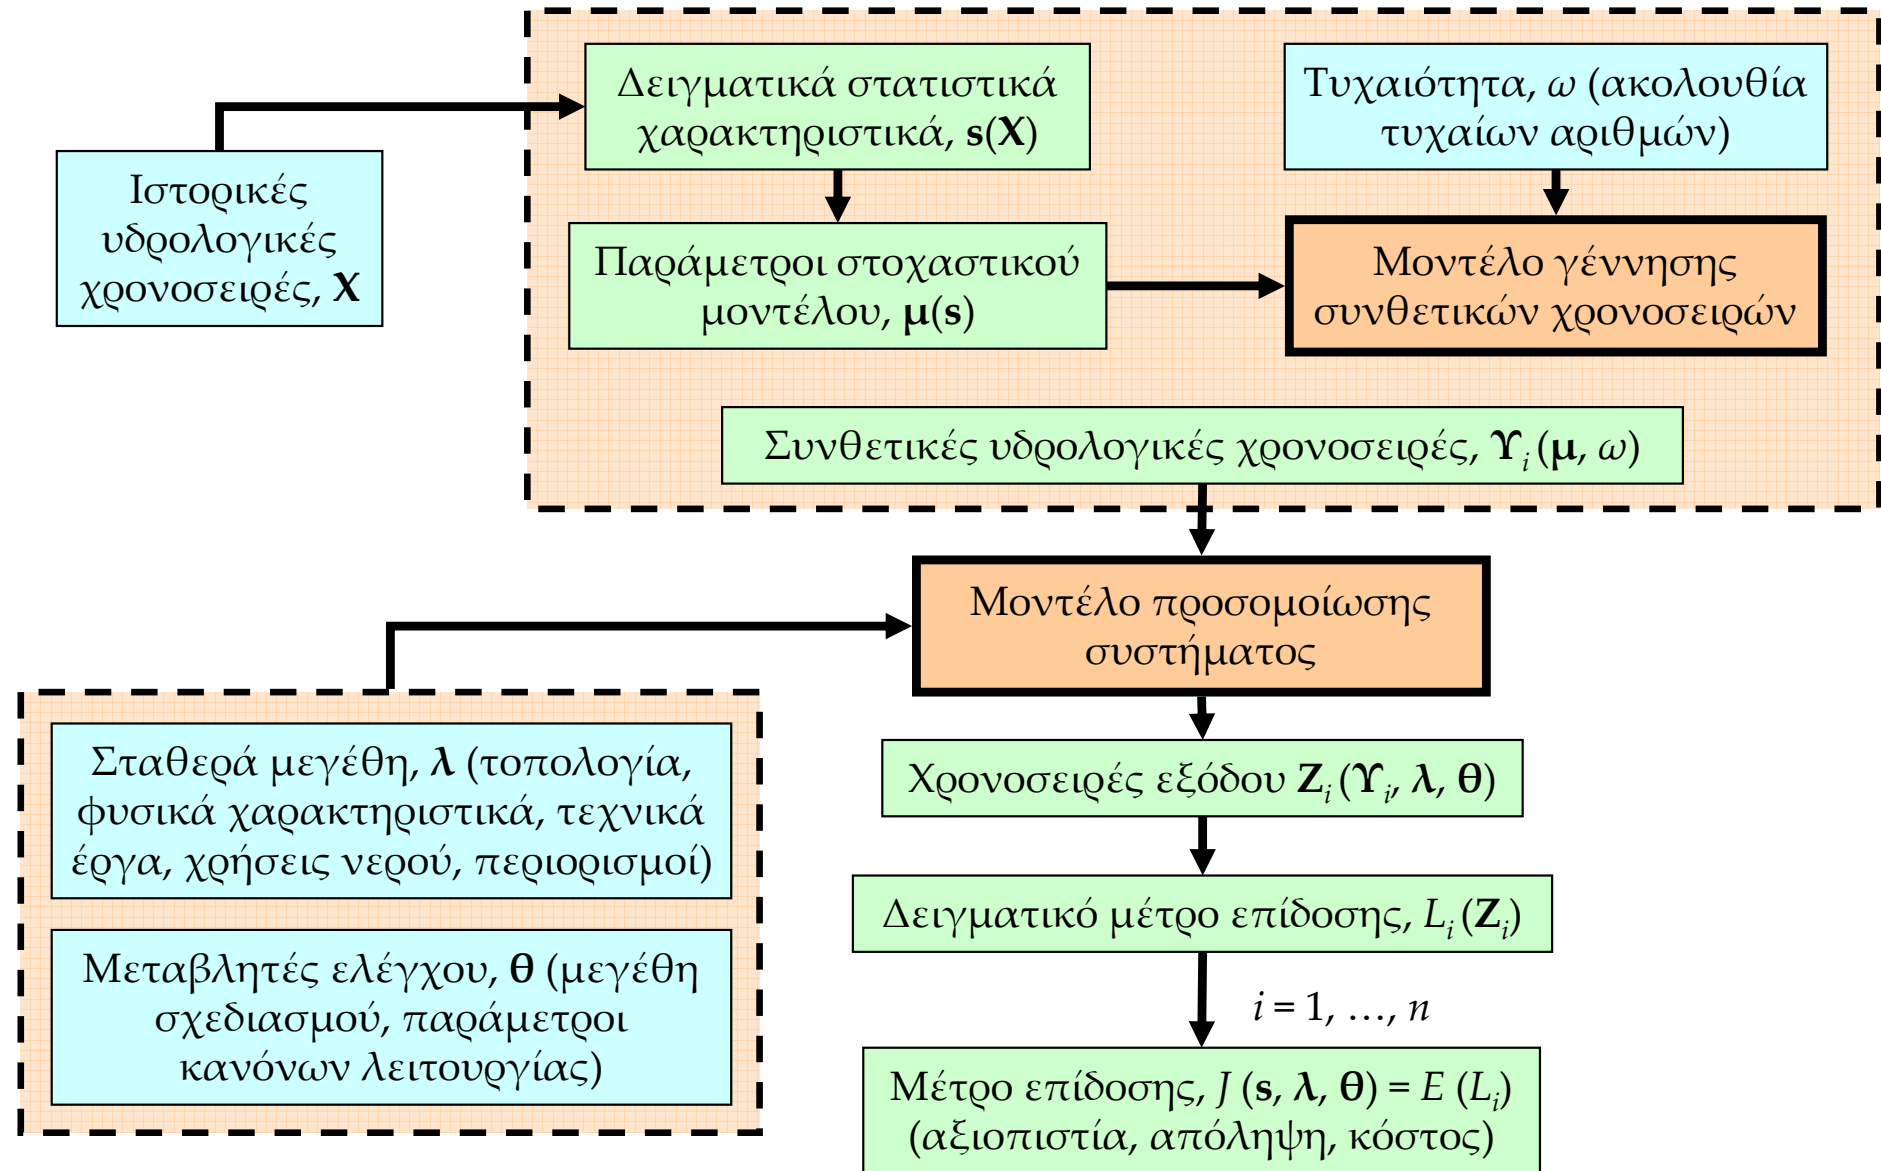 Δειγματικά στατιστικά
χαρακτηριστικά, s(X)
Τυχαιότητα, ω (ακολουθία
τυχαίων αριθμών)
Ιστορικές
υδρολογικές
χρονοσειρές, X
Παράμετροι στοχαστικού
μοντέλου, μ(s)
Μοντέλο γέννησης
συνθετικών χρονοσειρών
Συνθετικές υδρολογικές χρονοσειρές, Υi (μ, ω)
Μοντέλο προσομοίωσης
συστήματος
Σταθερά μεγέθη, λ (τοπολογία,
φυσικά χαρακτηριστικά, τεχνικά
έργα, χρήσεις νερού, περιορισμοί)
Μεταβλητές ελέγχου, θ (μεγέθη
σχεδιασμού, παράμετροι
κανόνων λειτουργίας)
Χρονοσειρές εξόδου Zi (Υi, λ, θ)
Δειγματικό μέτρο επίδοσης, Li (Zi)
i = 1, …, n
Μέτρο επίδοσης, J (s, λ, θ) = E (Li)
(αξιοπιστία, απόληψη, κόστος)